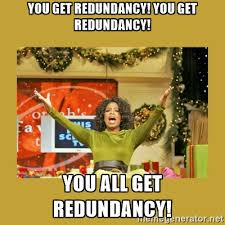 YOU GET REDUNDANCY! YOU GET
REDUNDANCY!
YOU ALL GET
REDUNDANCY!
memegenerator.net